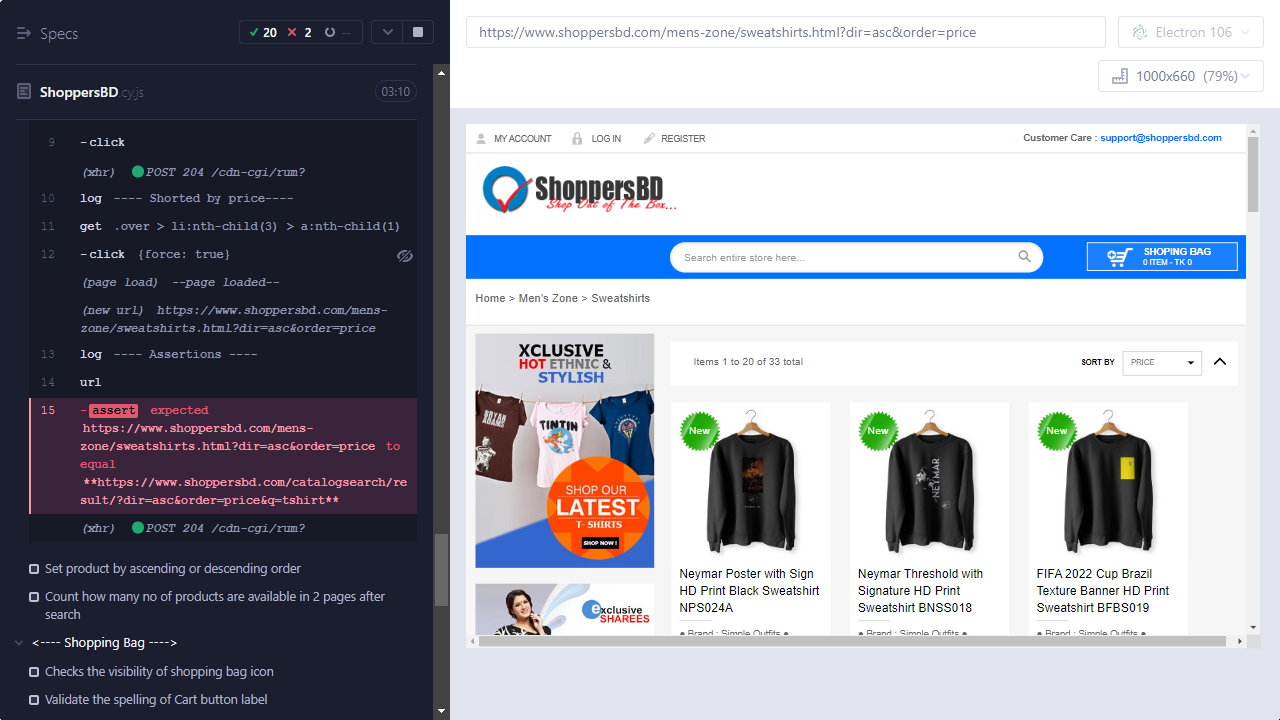 Specs
20
2
--
ShoppersBD.cy.js
03:10
9 -click
(xhr) POST 204 /cdn-cgi/rum?
10 log ---- Shorted by price----
11 get .over > li:nth-child(3) > a:nth-child(1)
12 -click {force: true}
(page load) --page loaded--
(new url) https://www.shoppersbd.com/mens-
zone/sweatshirts.html?dir=asc&order=price
13 log ---- Assertions ----
14 url
15 -assert expected
https://www.shoppersbd.com/mens-
zone/sweatshirts.html?dir=asc&order=price to
equal
**https://www.shoppersbd.com/catalogsearch/re
sult/?dir=asc&order=price&q=tshirt**
(xhr) POST 204 /cdn-cgi/rum?
Set product by ascending or descending order
Count how many no of products are available in 2 pages after
search
<---- Shopping Bag ---->
Checks the visibility of shopping bag icon
Validate the spelling of Cart button label
https://www.shoppersbd.com/mens-zone/sweatshirts.html?dir=asc&order=price
Electron 106
1000x660 (79%)
MY ACCOUNT LOG IN REGISTER
Customer Care : support@shoppersbd.com
ShoppersBD
Shop Out of The Box...
Search entire store here...
SHOPING BAG
0 ITEM - TK 0
Home > Men's Zone > Sweatshirts
XCLUSIVE
HOT ETHNIC &
STYLISH
TINTIN
SHOP OUR
LATEST
T- SHIRTS
SHOP NOW !
exclusive
SHAREES
Items 1 to 20 of 33 total
SORT BY PRICE
New
NEYMAR
New
New
Neymar Poster with Sign
HD Print Black Sweatshirt
NPS024A
Neymar Threshold with
Signature HD Print
Sweatshirt BNSS018
FIFA 2022 Cup Brazil
Texture Banner HD Print
Sweatshirt BFBS019
● Brand : Simple Outfits ●
● Brand : Simple Outfits ●
● Brand : Simple Outfits ●